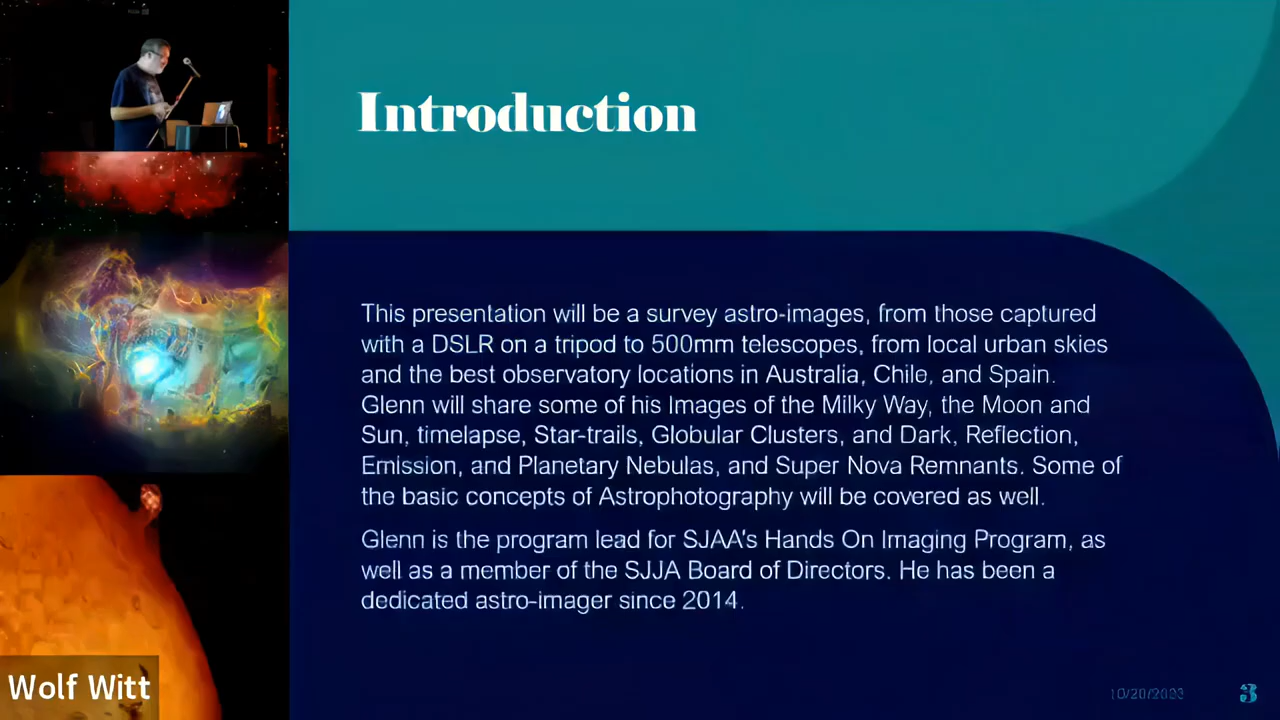 Introduction
This presentation will be a survey astro-images, from those captured
with a DSLR on a tripod to 500mm telescopes, from local urban skies
and the best observatory locations in Australia, Chile, and Spain.
Glenn will share some of his Images of the Milky Way, the Moon and
Sun, timelapse, Star-trails, Globular Clusters, and Dark, Reflection,
Emission, and Planetary Nebulas, and Super Nova Remnants. Some of
the basic concepts of Astrophotography will be covered as well.
Glenn is the program lead for SJAA's Hands On Imaging Program, as
well as a member of the SJJA Board of Directors. He has been a
dedicated astro-imager since 2014.
Wolf Witt
3